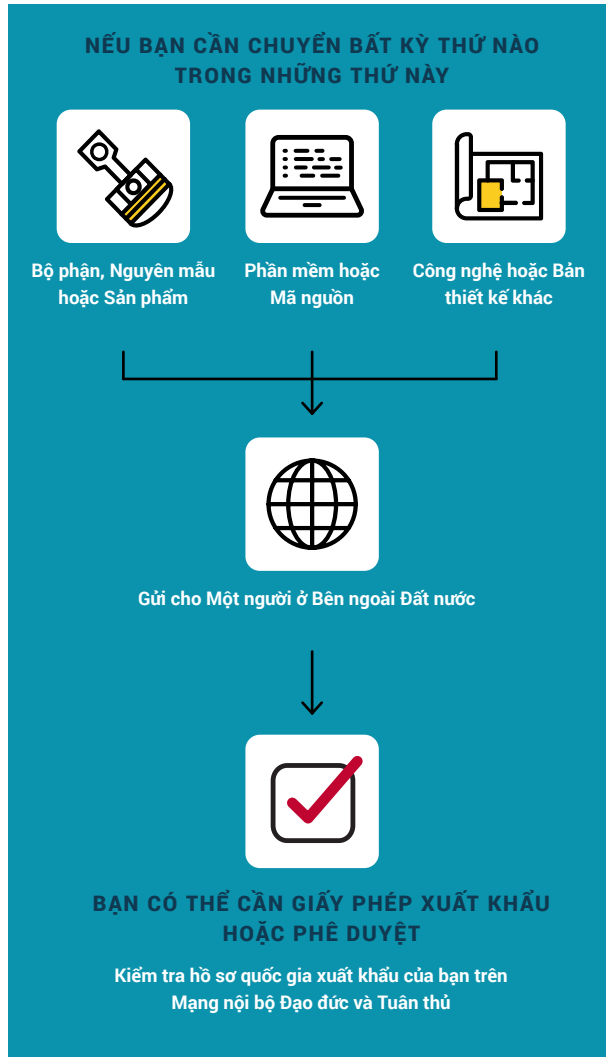 NẾU BẠN CẦN CHUYỂN BẤT KỲ THỨ NÀO
TRONG NHỮNG THỨ NÀY
Bộ phận, Nguyên mẫu
hoặc Sản phẩm
Phần mềm hoặc
Mã nguồn
Công nghệ hoặc Bản
thiết kế khác
Gửi cho Một người ở Bên ngoài Đất nước
BẠN CÓ THỂ CẦN GIẤY PHÉP XUẤT KHẨU
HOẶC PHÊ DUYỆT
Kiểm tra hồ sơ quốc gia xuất khẩu của bạn trên
Mạng nội bộ Đạo đức và Tuân thủ